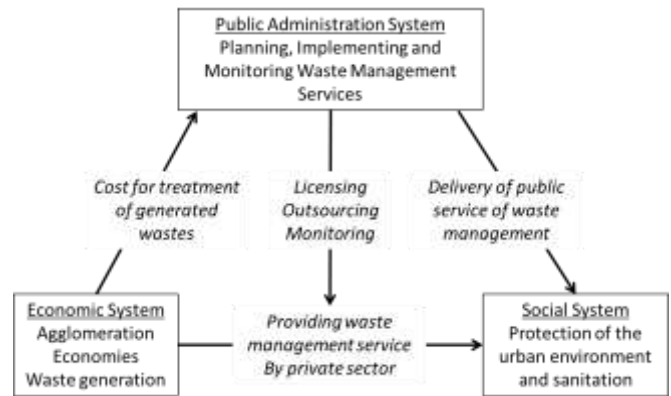 Public Administration System
Planning, Implementing and
Monitoring Waste Management
Services
Cost for treatment
of generated
wastes
Licensing
Outsourcing
Monitoring
Delivery of public
service of waste
management
Economic System
Agglomeration
Economies
Waste generation
Providing waste
management service
By private sector
Social System
Protection of the
urban environment
and sanitation